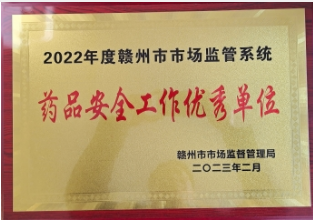 2022年度赣州市市场监管系统
药品安全工作优秀单位
赣州市市场监督管理局
二〇二三年二月